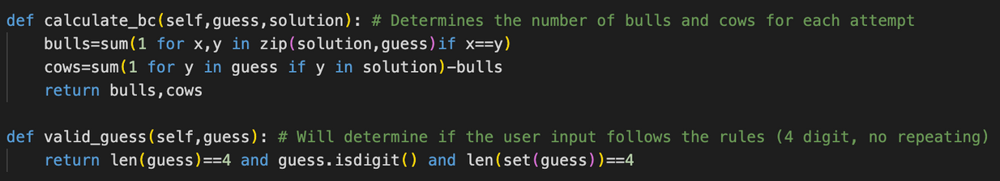 def calculate_bc(self,guess,solution): # Determines the number of bulls and cows for each attempt
    bulls=sum(1 for x,y in zip(solution,guess)if x==y)
    cows=sum(1 for y in guess if y in solution)-bulls
    return bulls,cows

def valid_guess(self,guess): # Will determine if the user input follows the rules (4 digit, no repeating)
    return len(guess)==4 and guess.isdigit() and len(set(guess))==4